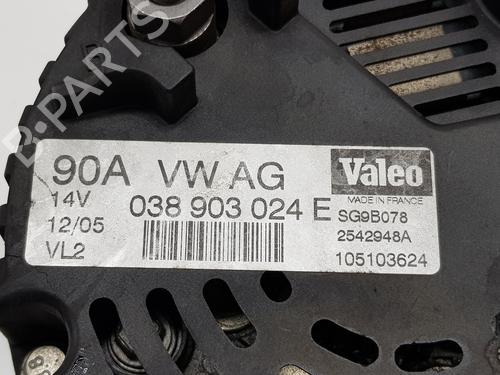 B-PARTS
90A VW AG
14V
12/05
VL2
038 903 024 E
Valeo
MADE IN FRANCE
SG9B078
2542948A
105103624